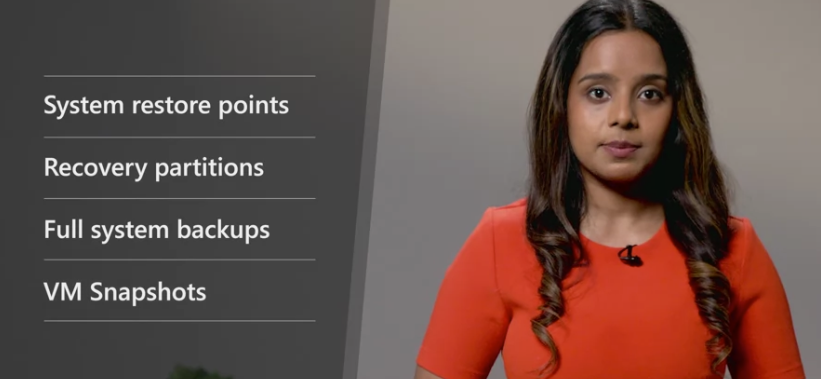 System restore points
Recovery partitions
Full system backups
VM Snapshots